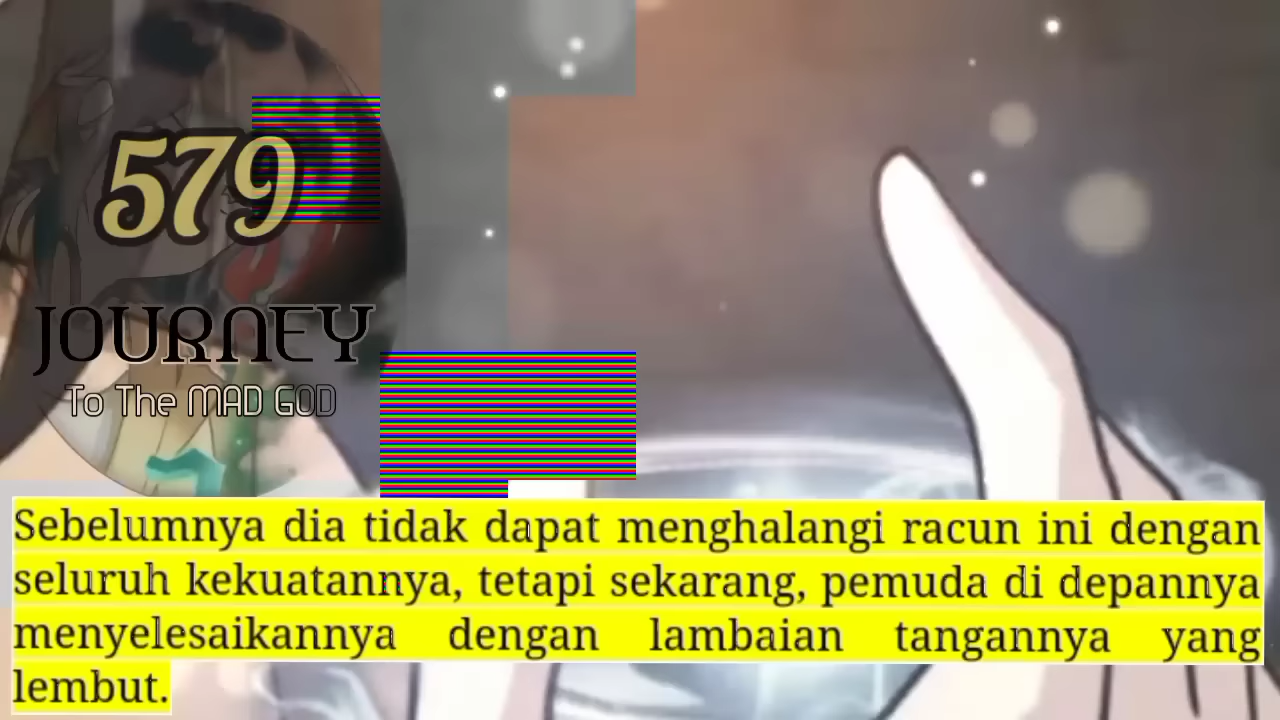 579
JOURNEY
To The MAD GOD
Sebelumnya dia tidak dapat menghalangi racun ini dengan
seluruh kekuatannya, tetapi sekarang, pemuda di depannya
menyelesaikannya dengan lambaian tangannya yang
lembut.